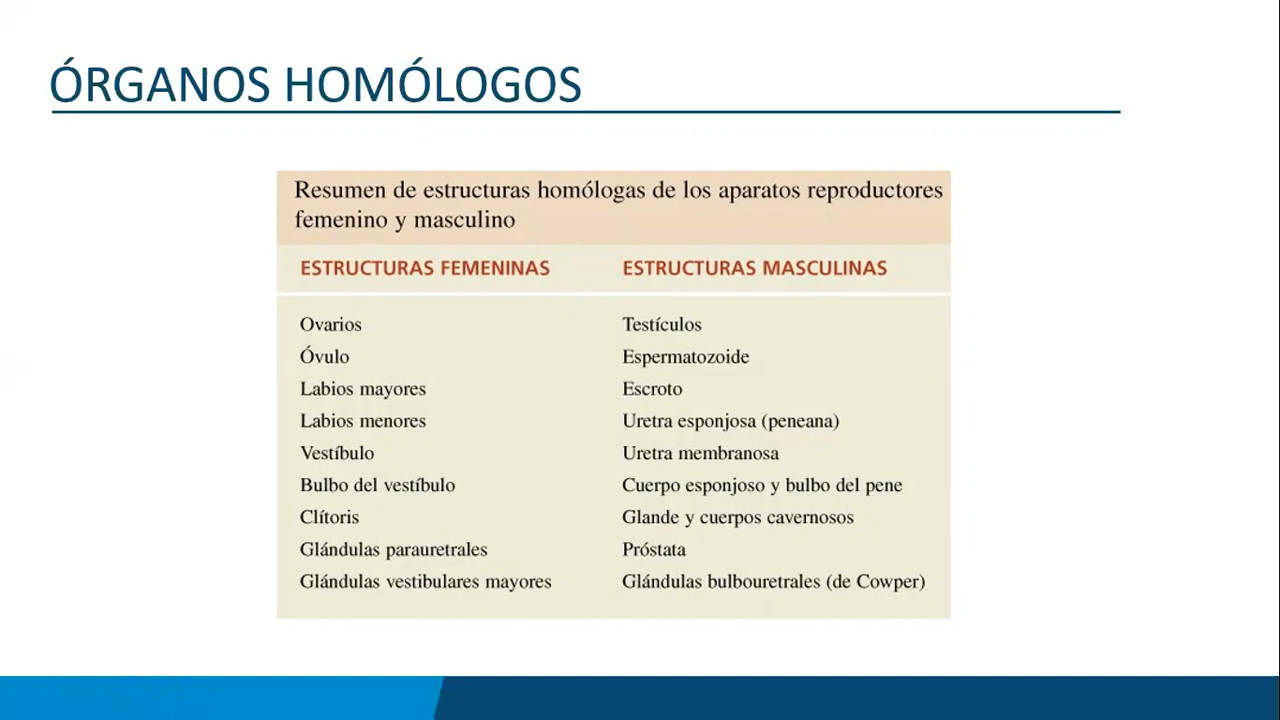 ÓRGANOS HOMÓLOGOS
Resumen de estructuras homólogas de los aparatos reproductores
femenino y masculino
ESTRUCTURAS FEMENINAS ESTRUCTURAS MASCULINAS
Ovarios Testículos
Óvulo Espermatozoide
Labios mayores Escroto
Labios menores Uretra esponjosa (peneana)
Vestíbulo Uretra membranosa
Bulbo del vestíbulo Cuerpo esponjoso y bulbo del pene
Clítoris Glande y cuerpos cavernosos
Glándulas parauretrales Próstata
Glándulas vestibulares mayores Glándulas bulbouretrales (de Cowper)